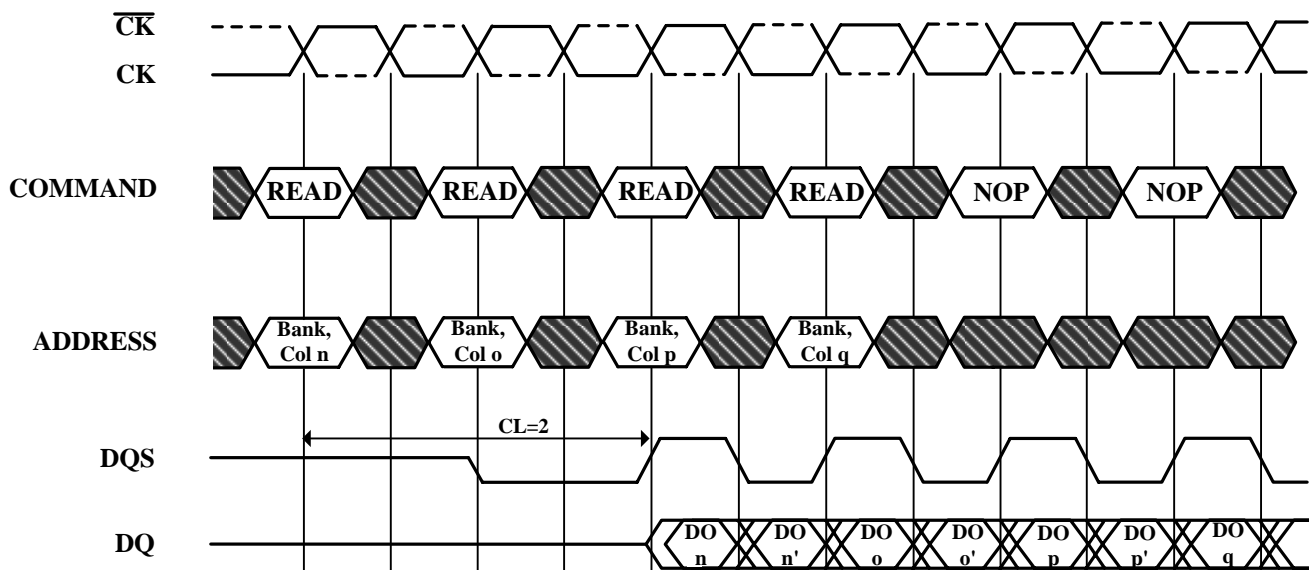 CK
CK
COMMAND READ READ READ READ NOP NOP
ADDRESS Bank, Col n Bank, Col o Bank, Col p Bank, Col q
CL=2
DQS
DQ DO n DO n' DO o DO o' DO p DO p' DO q